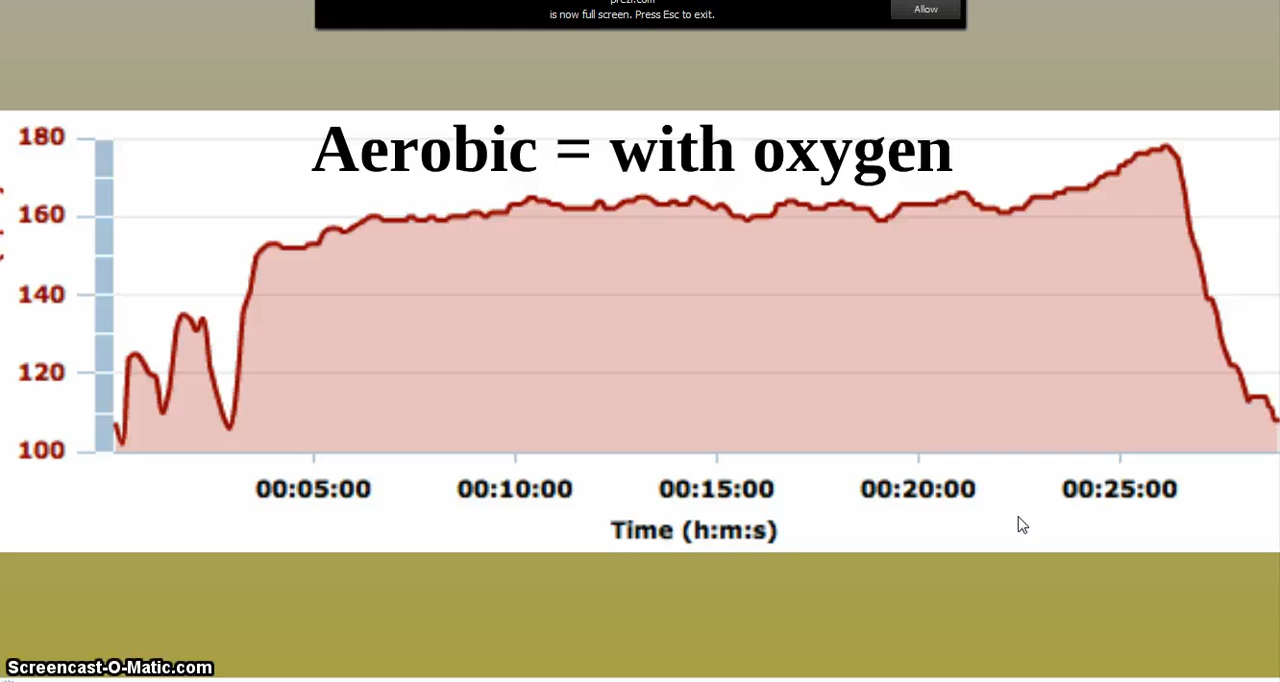 is now full screen. Press Esc to exit.
Allow
Aerobic = with oxygen
180
160
140
120
100
00:05:00
00:10:00
00:15:00
00:20:00
00:25:00
Time (h:m:s)
Screencast-O-Matic.com